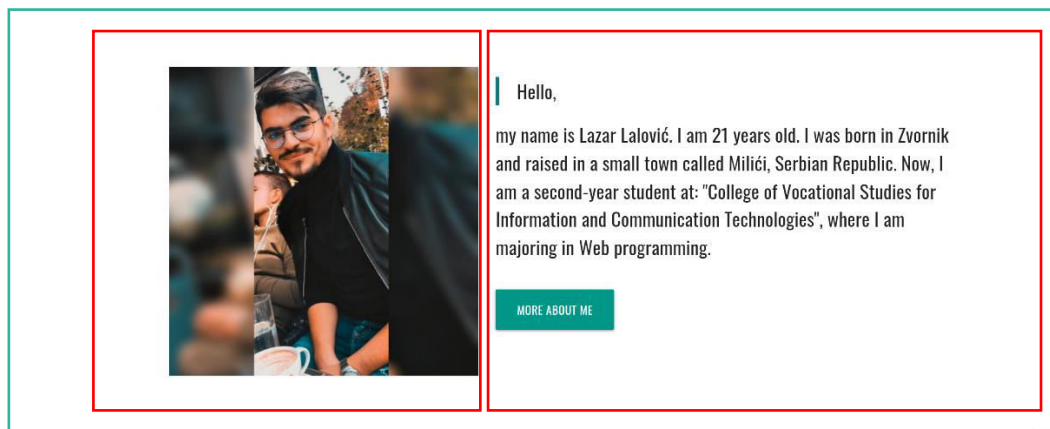 Hello,
my name is Lazar Lalović. I am 21 years old. I was born in Zvornik
and raised in a small town called Milići, Serbian Republic. Now, I
am a second-year student at: "College of Vocational Studies for
Information and Communication Technologies", where I am
majoring in Web programming.
MORE ABOUT ME